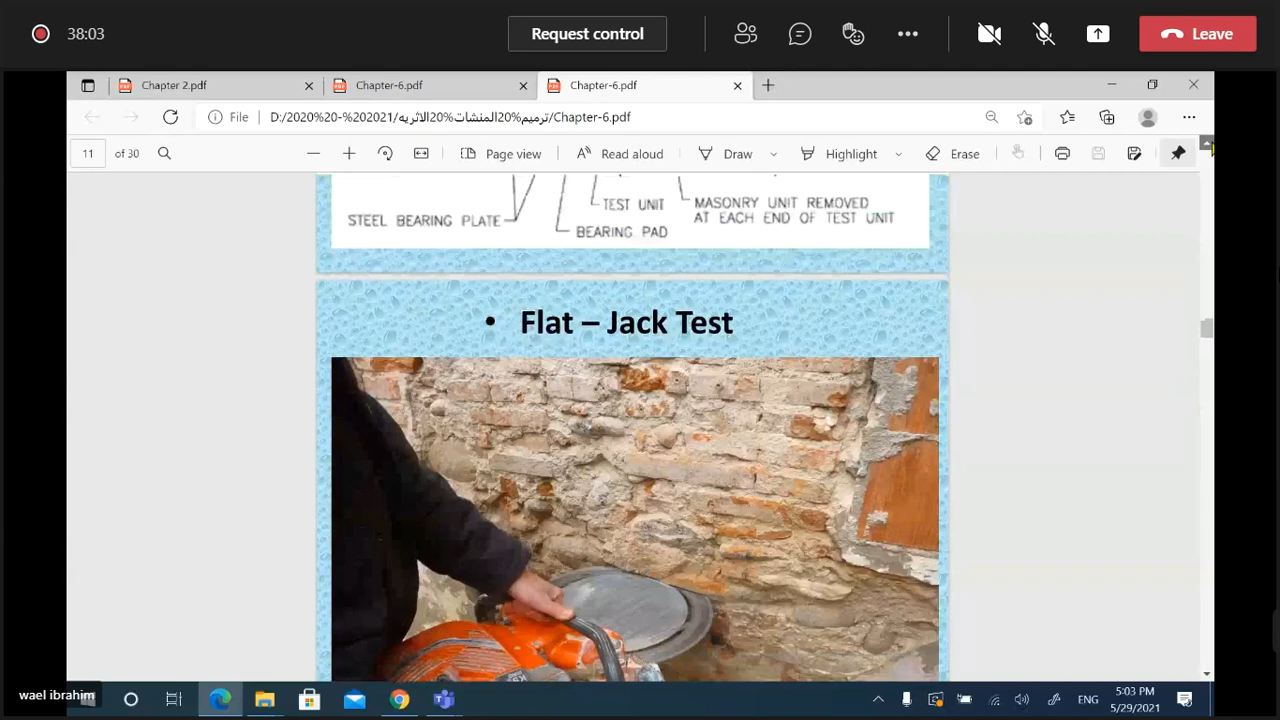 38:03
Request control
Leave
Chapter 2.pdf
Chapter-6.pdf
Chapter-6.pdf
File
D:/2020%20-%202021/ترميم%20المنشات%20الاثريه/Chapter-6.pdf
11
of 30
Page view
Read aloud
Draw
Highlight
Erase
STEEL BEARING PLATE
TEST UNIT
BEARING PAD
MASONRY UNIT REMOVED
AT EACH END OF TEST UNIT
• Flat – Jack Test
wael ibrahim
ENG
5:03 PM
5/29/2021